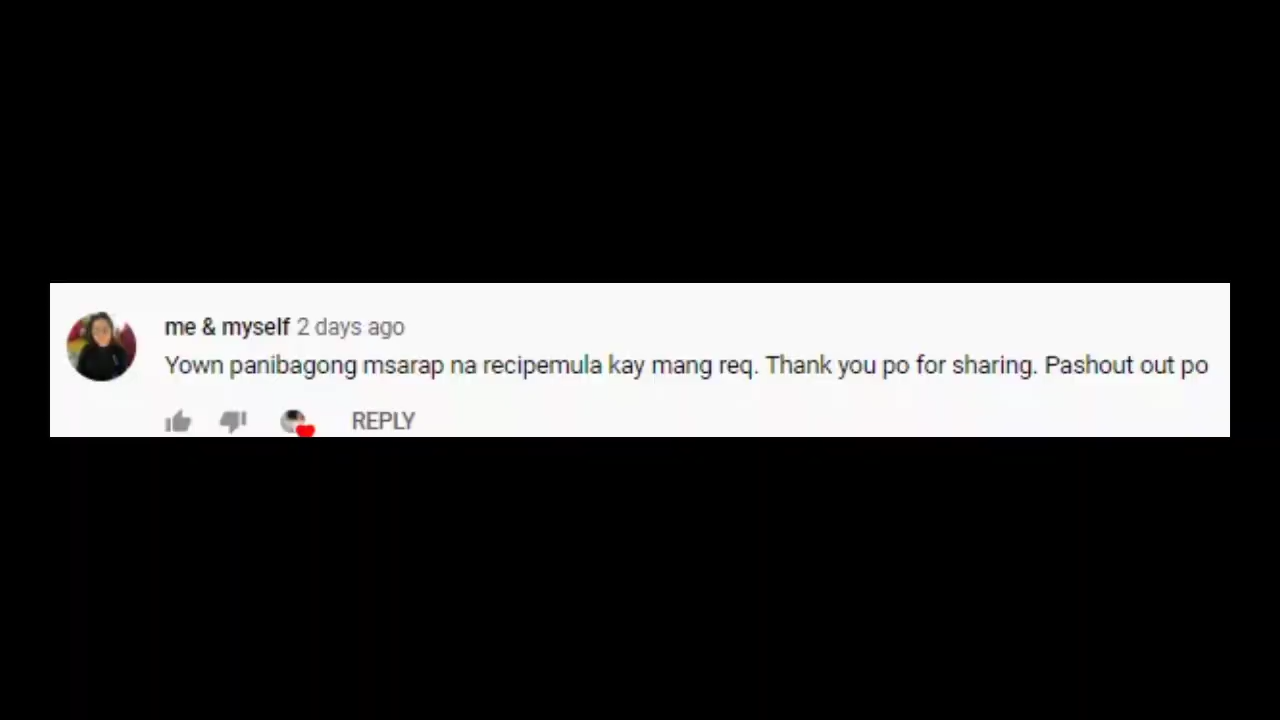 me & myself 2 days ago
Yown panibagong msarap na recipemula kay mang req. Thank you po for sharing. Pashout out po
REPLY